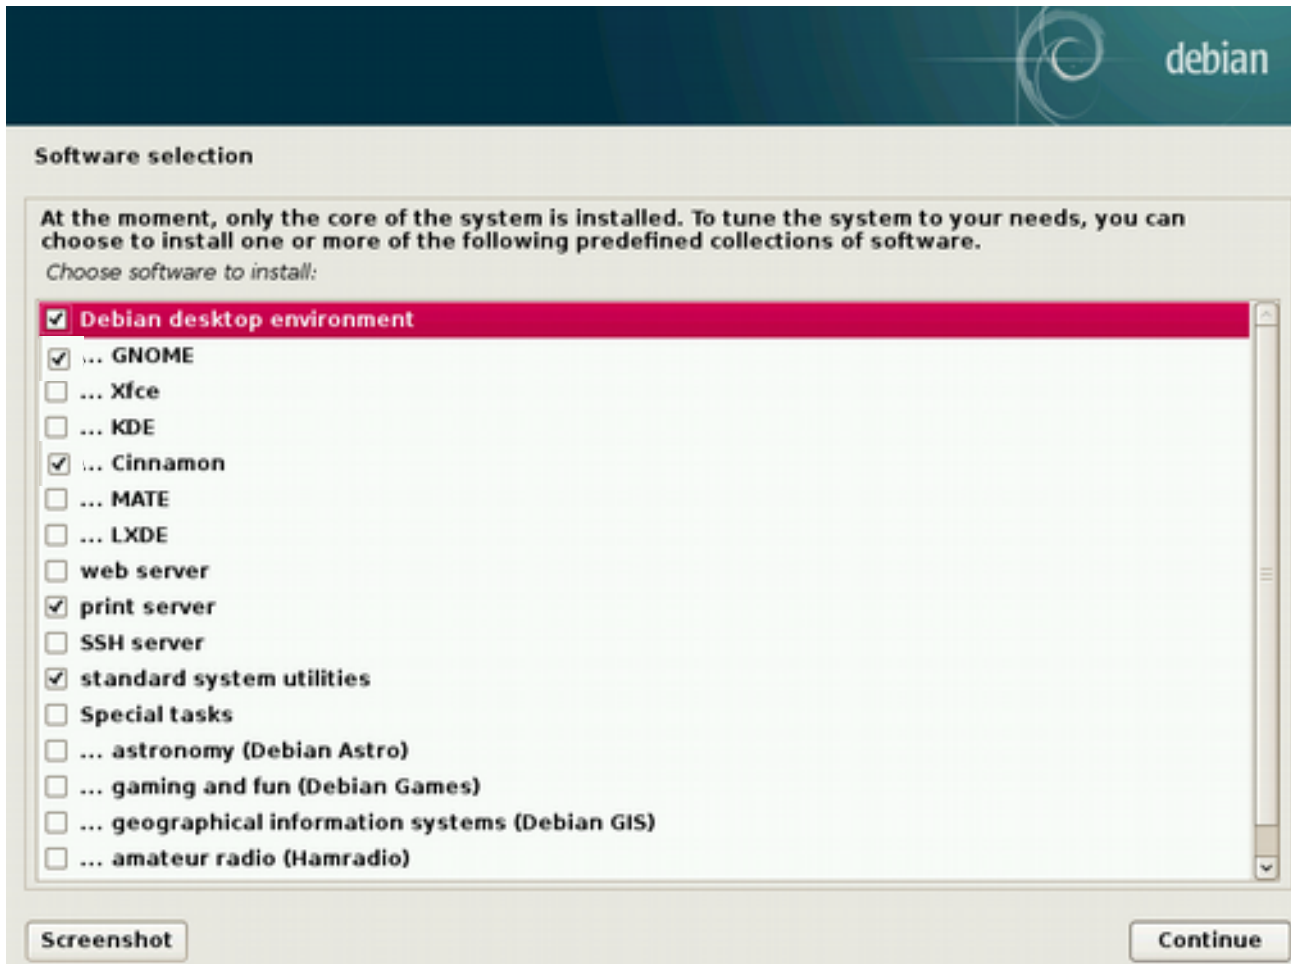 debian
Software selection
At the moment, only the core of the system is installed. To tune the system to your needs, you can
choose to install one or more of the following predefined collections of software.
Choose software to install:
Debian desktop environment
... GNOME
... Xfce
... KDE
... Cinnamon
... MATE
... LXDE
web server
print server
SSH server
standard system utilities
Special tasks
... astronomy (Debian Astro)
... gaming and fun (Debian Games)
... geographical information systems (Debian GIS)
... amateur radio (Hamradio)
Screenshot
Continue